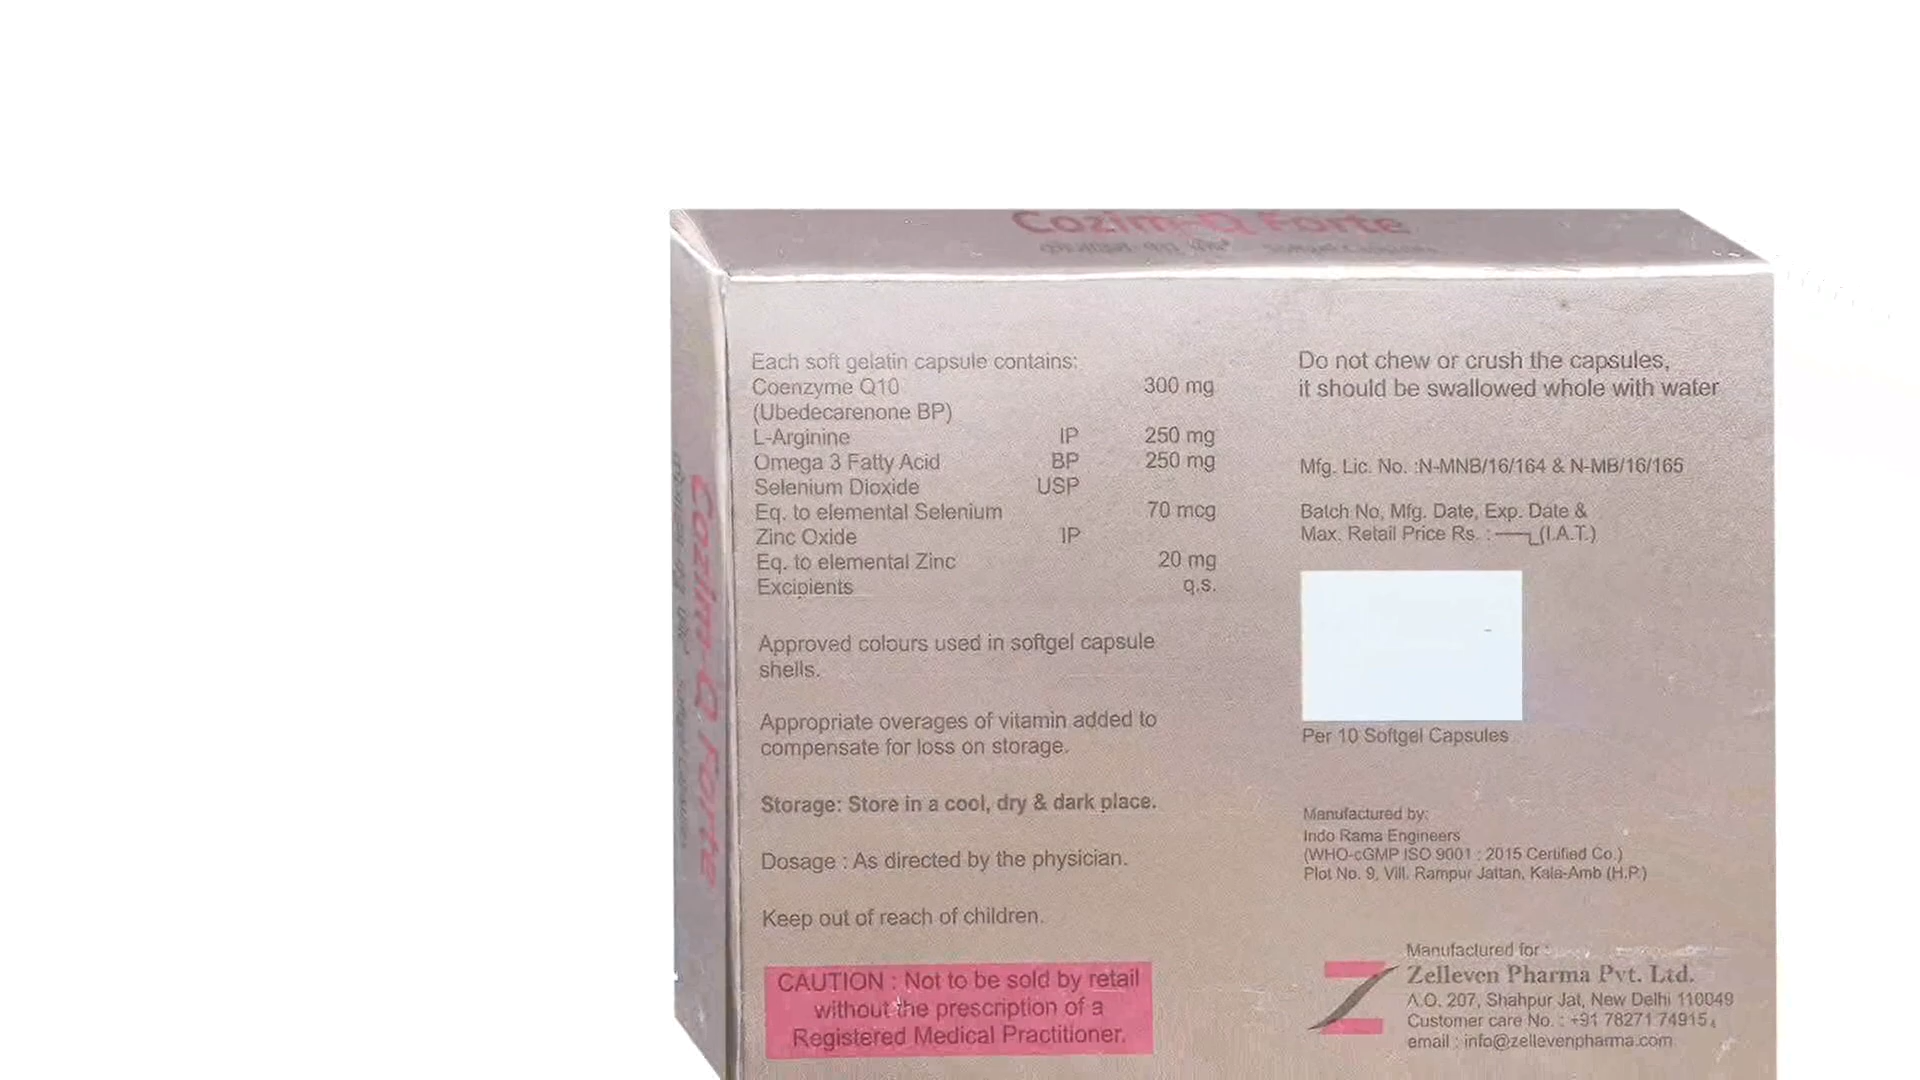 Cozim-Q Forte
Cozim-Q Forte
Each soft gelatin capsule contains:
Coenzyme Q10 300 mg
(Ubedecarenone BP)
L-Arginine IP 250 mg
Omega 3 Fatty Acid BP 250 mg
Selenium Dioxide USP
Eq. to elemental Selenium 70 mcg
Zinc Oxide IP
Eq. to elemental Zinc 20 mg
Excipients q.s.
Approved colours used in softgel capsule
shells.
Appropriate overages of vitamin added to
compensate for loss on storage.
Storage: Store in a cool, dry & dark place.
Dosage : As directed by the physician.
Keep out of reach of children.
CAUTION : Not to be sold by retail
without the prescription of a
Registered Medical Practitioner.
Do not chew or crush the capsules,
it should be swallowed whole with water
Mfg. Lic. No. :N-MNB/16/164 & N-MB/16/165
Batch No, Mfg. Date, Exp. Date &
Max. Retail Price Rs. : (I.A.T.)
Per 10 Softgel Capsules
Manufactured by:
Indo Rama Engineers
(WHO-cGMP ISO 9001 : 2015 Certified Co.)
Plot No. 9, Vill. Rampur Jattan, Kala-Amb (H.P.)
Manufactured for :
Zelleven Pharma Pvt. Ltd.
A.O. 207, Shahpur Jat, New Delhi 110049
Customer care No. : +91 78271 74915
email : info@zellevenpharma.com